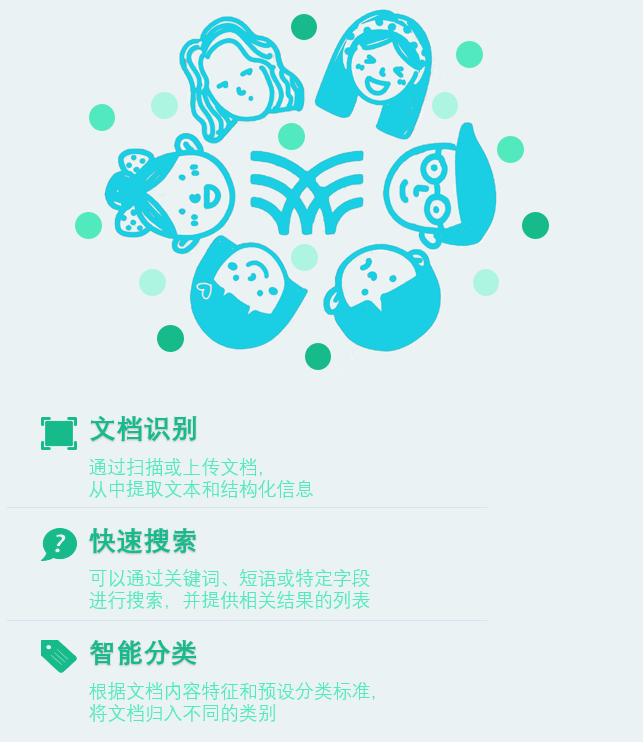 文档识别
通过扫描或上传文档，
从中提取文本和结构化信息
快速搜索
可以通过关键词、短语或特定字段
进行搜索，并提供相关结果的列表
智能分类
根据文档内容特征和预设分类标准，
将文档归入不同的类别